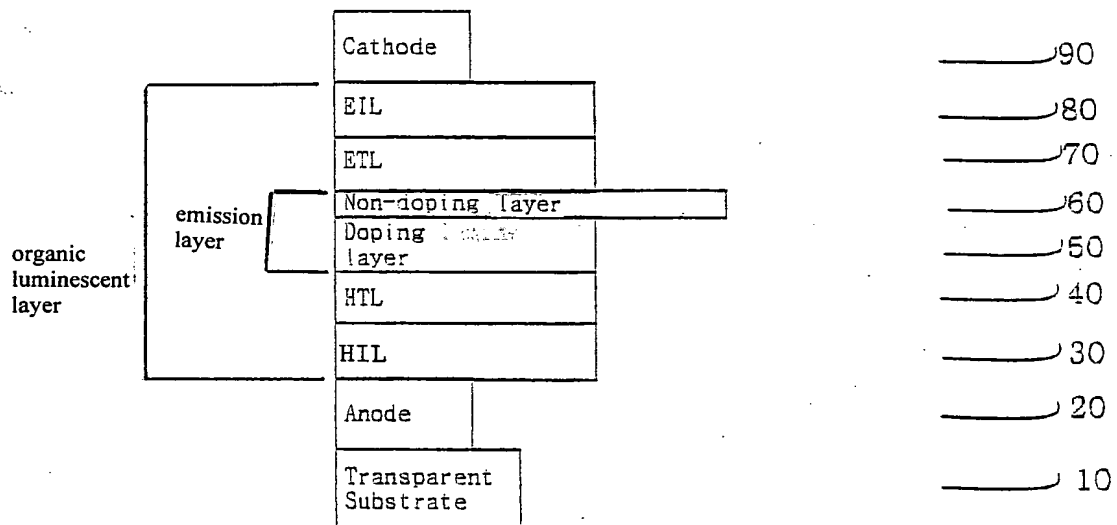 Cathode
90
EIL
80
ETL
70
Non-doping layer
60
emission
layer
Doping
layer
50
organic
luminescent
layer
HTL
40
HIL
30
Anode
20
Transparent
Substrate
10